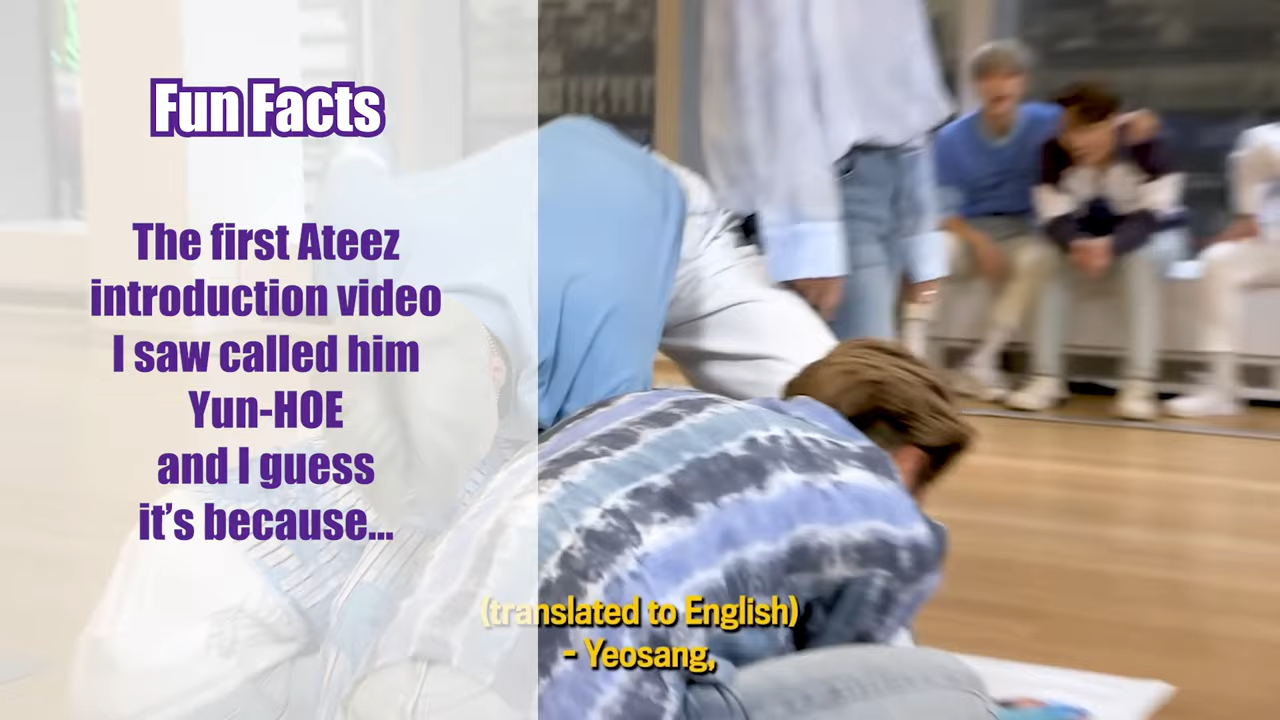 Fun Facts
The first Ateez
introduction video
I saw called him
Yun-HOE
and I guess
it's because...
(translated to English)
- Yeosang,